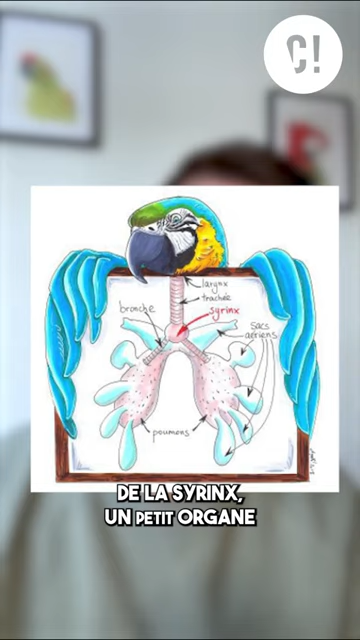 C!
larynx
trachée
syrinx
bronche
sacs
aériens
poumons
DE LA SYRINX,
UN PETIT ORGANE